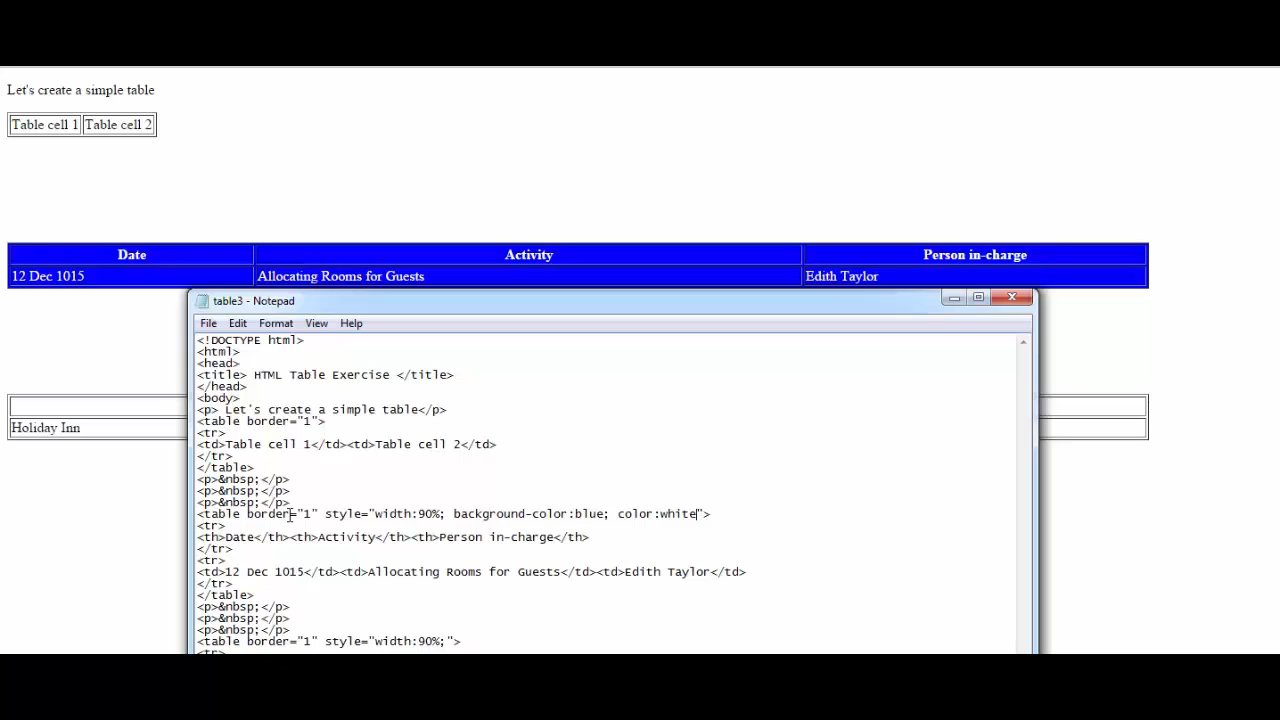 Let's create a simple table
Table cell 1 Table cell 2
Date Activity Person in-charge
12 Dec 1015 Allocating Rooms for Guests Edith Taylor
Holiday Inn
table3 - Notepad
File Edit Format View Help
<!DOCTYPE html>
<html>
<head>
<title> HTML Table Exercise </title>
</head>
<body>
<p> Let's create a simple table</p>
<table border="1">
<tr>
<td>Table cell 1</td><td>Table cell 2</td>
</tr>
</table>
<p>&nbsp;</p>
<p>&nbsp;</p>
<p>&nbsp;</p>
<table border="1" style="width:90%; background-color:blue; color:white">
<tr>
<th>Date</th><th>Activity</th><th>Person in-charge</th>
</tr>
<tr>
<td>12 Dec 1015</td><td>Allocating Rooms for Guests</td><td>Edith Taylor</td>
</tr>
</table>
<p>&nbsp;</p>
<p>&nbsp;</p>
<p>&nbsp;</p>
<table border="1" style="width:90%;">
<tr>